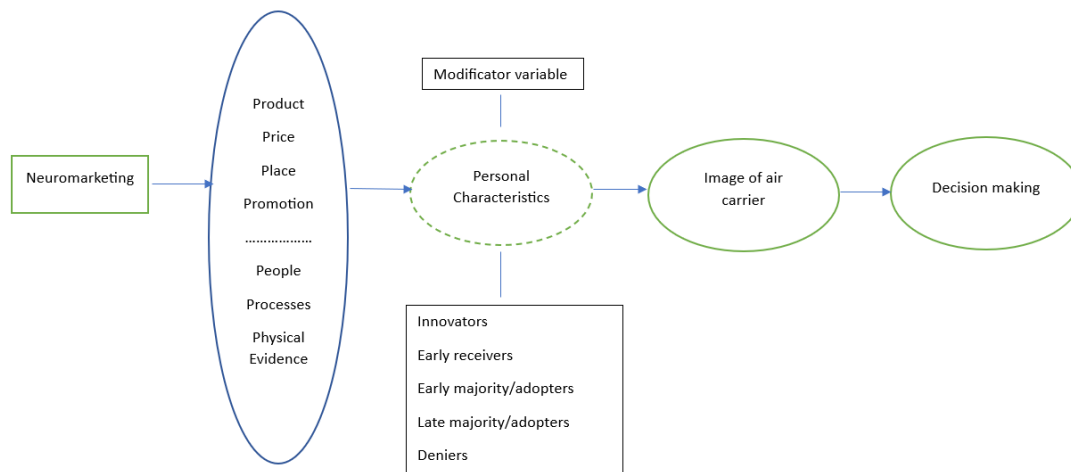 Neuromarketing
Product
Price
Place
Promotion
………………
People
Processes
Physical
Evidence
Modificator variable
Personal
Characteristics
Innovators
Early receivers
Early majority/adopters
Late majority/adopters
Deniers
Image of air
carrier
Decision making